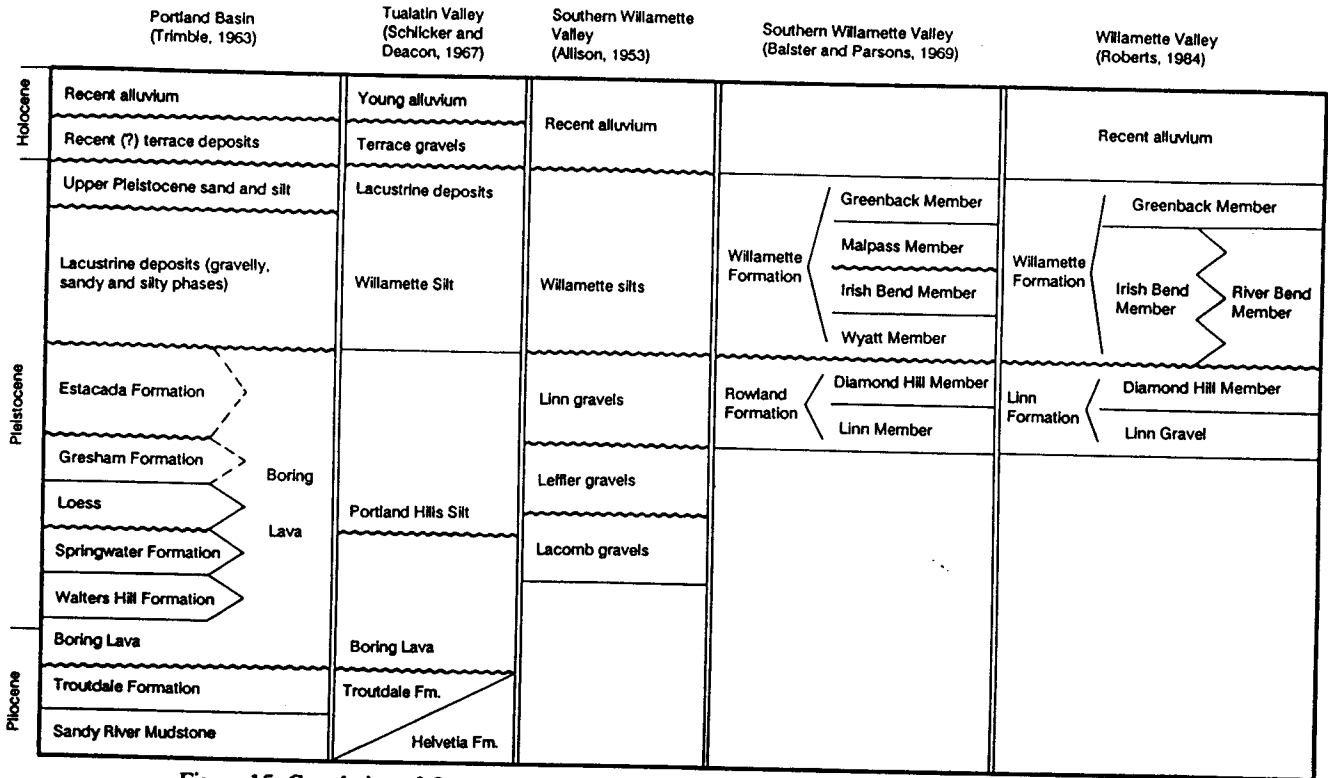 Portland Basin
(Trimble, 1963)
Tualatin Valley
(Schlicker and
Deacon, 1967)
Southern Willamette
Valley
(Allison, 1953)
Southern Willamette Valley
(Balster and Parsons, 1969)
Willamette Valley
(Roberts, 1984)
Holocene
Pleistocene
Pliocene
Recent alluvium
Recent (?) terrace deposits
Upper Pleistocene sand and silt
Lacustrine deposits (gravelly,
sandy and silty phases)
Estacada Formation
Gresham Formation
Boring
Loess
Lava
Springwater Formation
Walters Hill Formation
Boring Lava
Troutdale Formation
Sandy River Mudstone
Young alluvium
Terrace gravels
Lacustrine deposits
Willamette Silt
Portland Hills Silt
Boring Lava
Troutdale Fm.
Helvetia Fm.
Recent alluvium
Willamette silts
Linn gravels
Leffler gravels
Lacomb gravels
Willamette
Formation
Greenback Member
Malpass Member
Irish Bend Member
Wyatt Member
Rowland
Formation
Diamond Hill Member
Linn Member
Recent alluvium
Willamette
Formation
Greenback Member
Irish Bend
Member
River Bend
Member
Linn
Formation
Diamond Hill Member
Linn Gravel